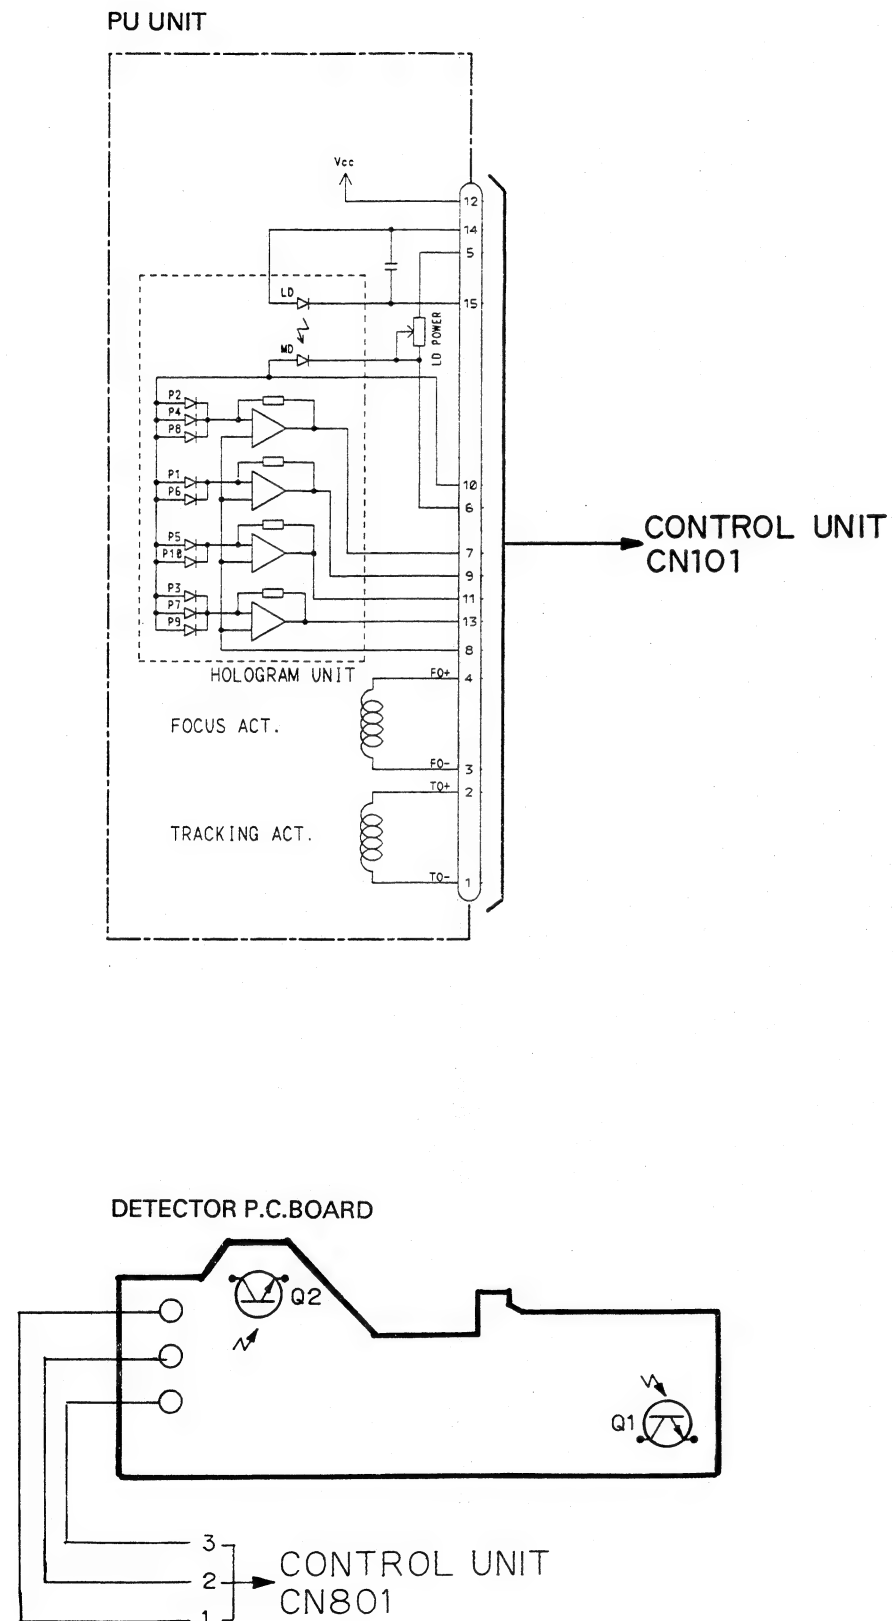 PU UNIT
Vcc
12
14
5
LD
15
LD POWER
MD
P2
P4
P8
P1
P6
10
6
P5
P10
7
9
P3
11
P7
13
P9
8
HOLOGRAM UNIT
FO+
4
FOCUS ACT.
FO-
3
TO+
2
TRACKING ACT.
TO-
1
CONTROL UNIT
CN101
DETECTOR P.C.BOARD
Q2
Q1
3
2
1
CONTROL UNIT
CN801